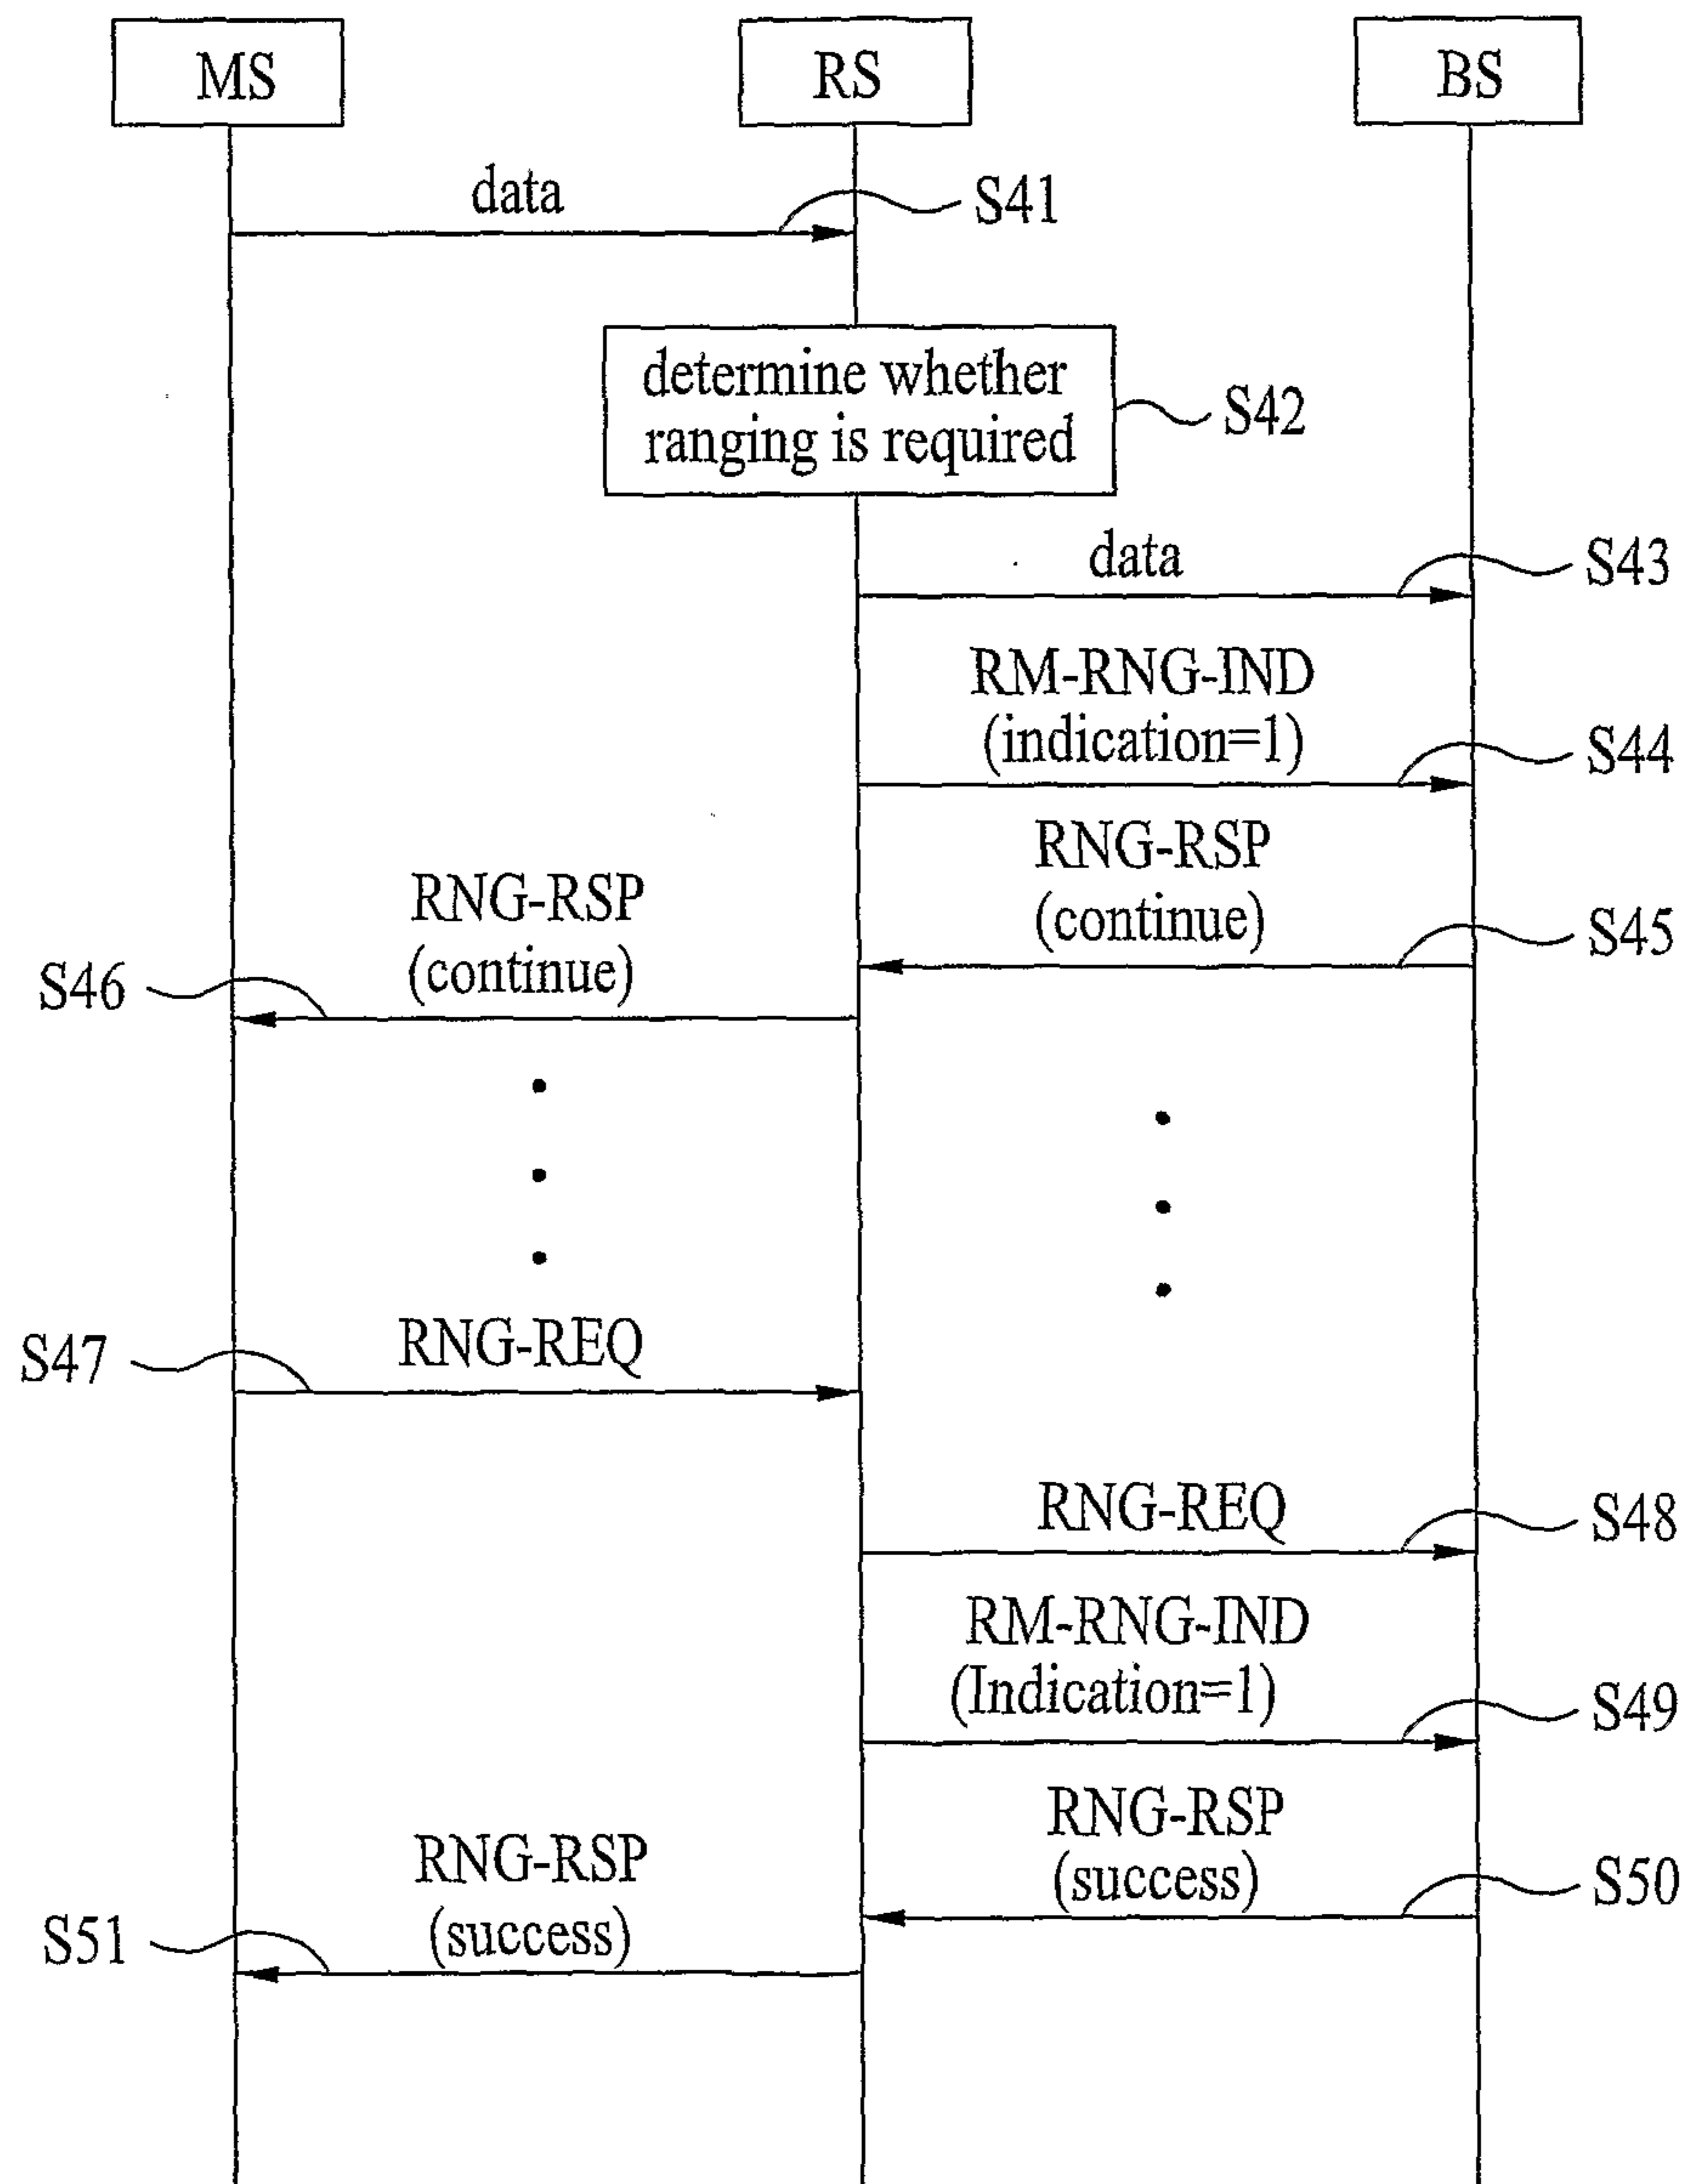 MS
RS
BS
data
S41
determine whether
ranging is required
S42
data
S43
RM-RNG-IND
(indication=1)
S44
RNG-RSP
(continue)
S45
RNG-RSP
(continue)
S46
RNG-REQ
S47
RNG-REQ
S48
RM-RNG-IND
(Indication=1)
S49
RNG-RSP
(success)
S50
RNG-RSP
(success)
S51